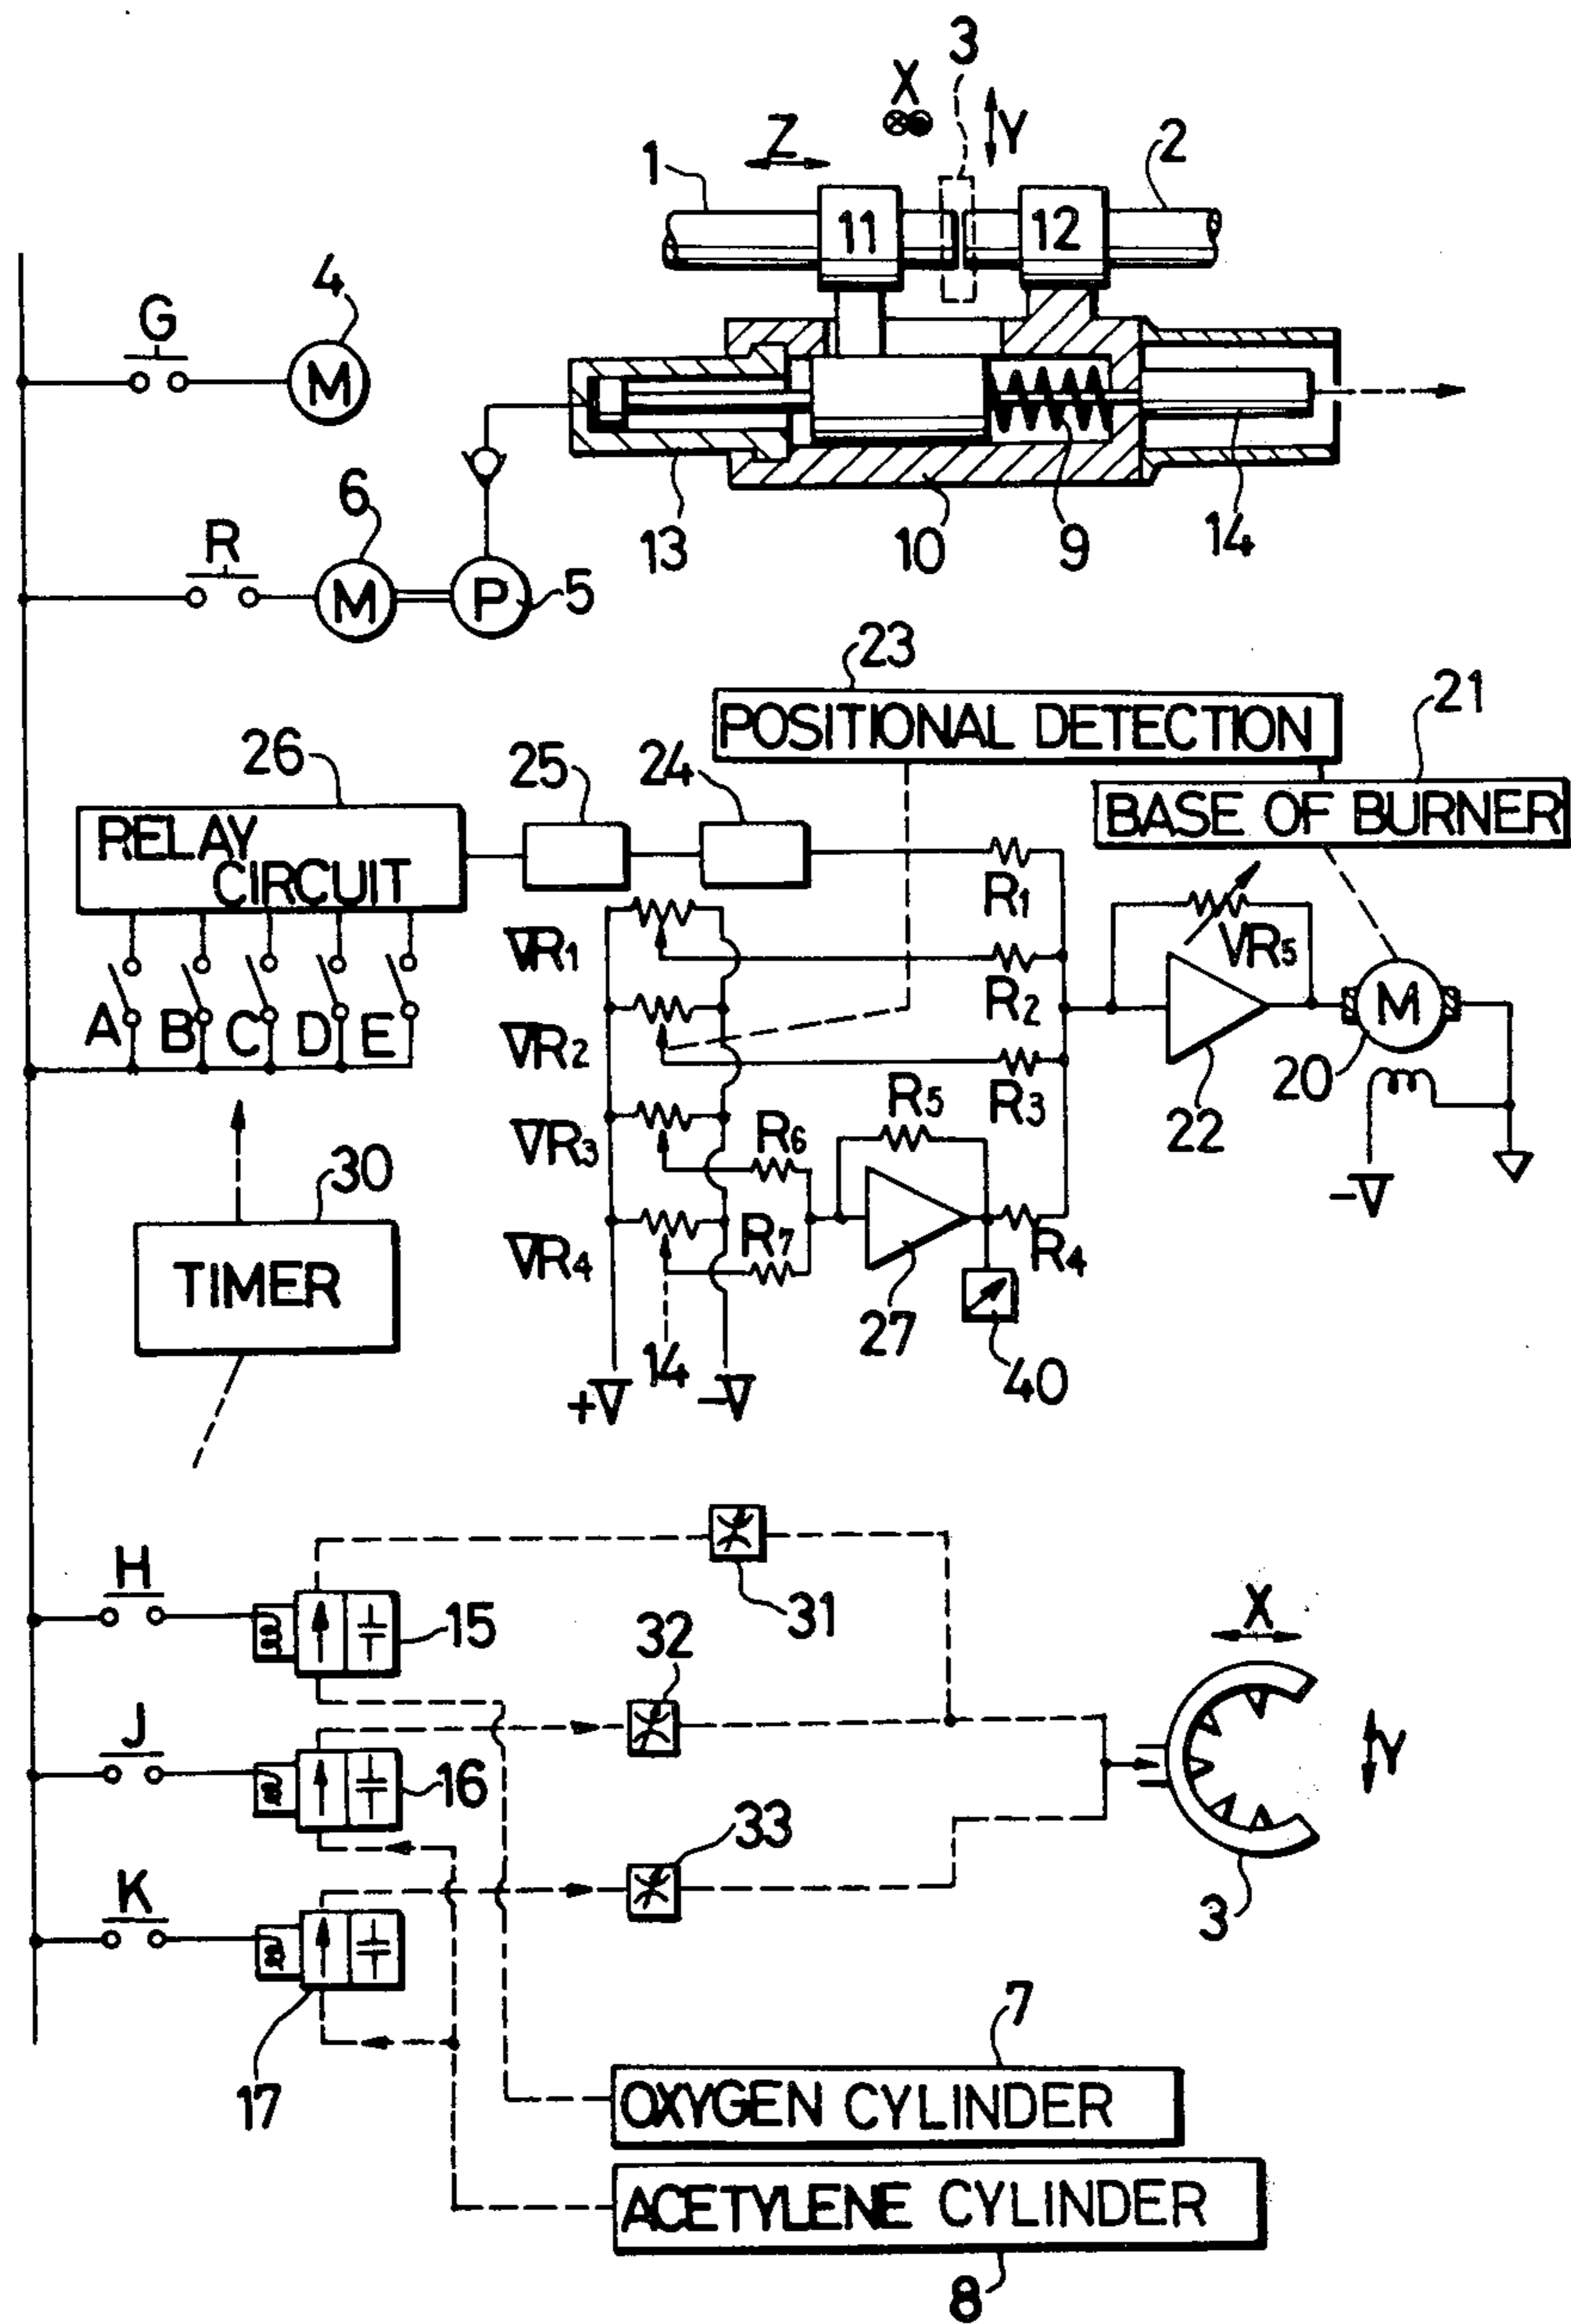 3
X
Y
Z
2
1
11
12
4
G
M
6
13
10
9
14
R
M
P
5
23
POSITIONAL DETECTION
21
26
25
24
BASE OF BURNER
RELAY
CIRCUIT
R1
VR1
VR5
R2
M
A B C D E
VR2
20
R3
22
R5
VR3
R6
30
-V
VR4
R7
R4
TIMER
27
14
40
+V
-V
H
15
31
X
32
J
16
Y
33
K
3
17
7
OXYGEN CYLINDER
ACETYLENE CYLINDER
8